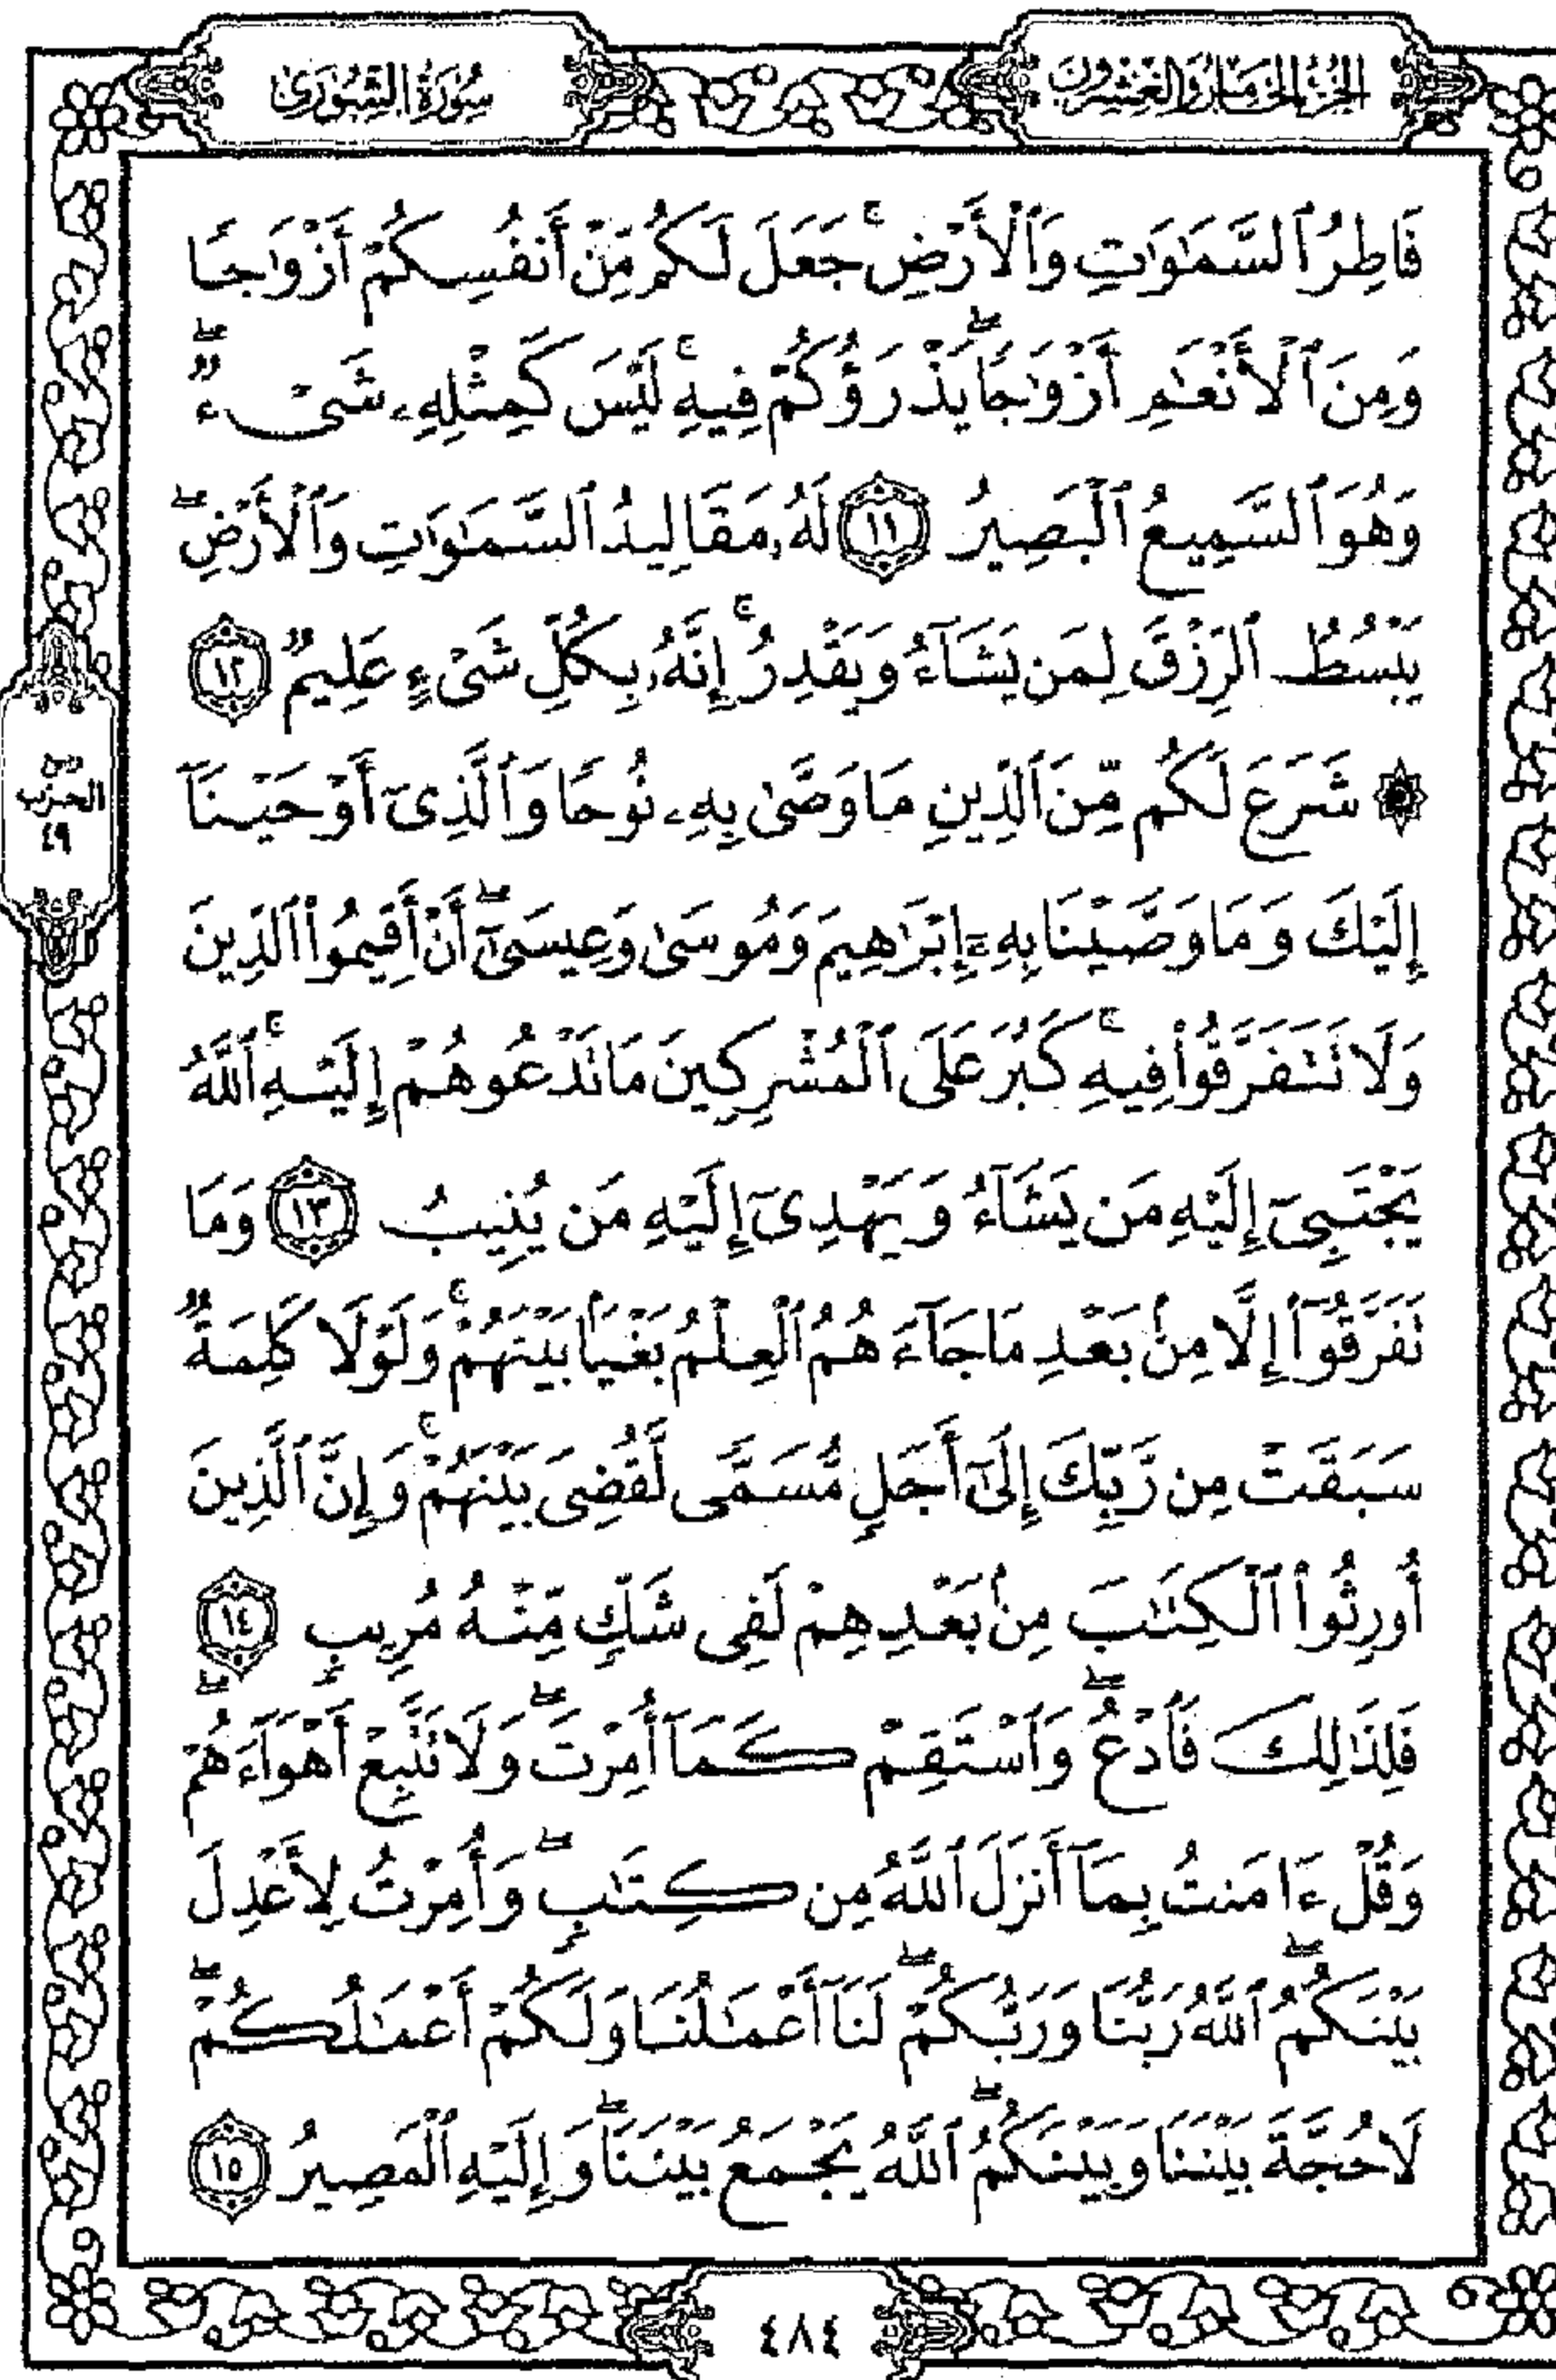 الجزء الخامس والعشرون
سورة الشورى
فَاطِرُ ٱلسَّمَٰوَٰتِ وَٱلْأَرْضِ ۚ جَعَلَ لَكُم مِّنْ أَنفُسِكُمْ أَزْوَٰجًا
وَمِنَ ٱلْأَنْعَٰمِ أَزْوَٰجًا ۖ يَذْرَؤُكُمْ فِيهِ ۚ لَيْسَ كَمِثْلِهِۦ شَىْءٌ ۖ
وَهُوَ ٱلسَّمِيعُ ٱلْبَصِيرُ ١١ لَهُۥ مَقَالِيدُ ٱلسَّمَٰوَٰتِ وَٱلْأَرْضِ ۖ
يَبْسُطُ ٱلرِّزْقَ لِمَن يَشَآءُ وَيَقْدِرُ ۚ إِنَّهُۥ بِكُلِّ شَىْءٍ عَلِيمٌ ١٢
۞ شَرَعَ لَكُم مِّنَ ٱلدِّينِ مَا وَصَّىٰ بِهِۦ نُوحًا وَٱلَّذِىٓ أَوْحَيْنَآ
إِلَيْكَ وَمَا وَصَّيْنَا بِهِۦٓ إِبْرَٰهِيمَ وَمُوسَىٰ وَعِيسَىٰٓ ۖ أَنْ أَقِيمُوا۟ ٱلدِّينَ
وَلَا تَتَفَرَّقُوا۟ فِيهِ ۚ كَبُرَ عَلَى ٱلْمُشْرِكِينَ مَا تَدْعُوهُمْ إِلَيْهِ ۚ ٱللَّهُ
يَجْتَبِىٓ إِلَيْهِ مَن يَشَآءُ وَيَهْدِىٓ إِلَيْهِ مَن يُنِيبُ ١٣ وَمَا
تَفَرَّقُوٓا۟ إِلَّا مِنۢ بَعْدِ مَا جَآءَهُمُ ٱلْعِلْمُ بَغْيًۢا بَيْنَهُمْ ۚ وَلَوْلَا كَلِمَةٌ
سَبَقَتْ مِن رَّبِّكَ إِلَىٰٓ أَجَلٍ مُّسَمًّى لَّقُضِىَ بَيْنَهُمْ ۚ وَإِنَّ ٱلَّذِينَ
أُورِثُوا۟ ٱلْكِتَٰبَ مِنۢ بَعْدِهِمْ لَفِى شَكٍّ مِّنْهُ مُرِيبٍ ١٤
فَلِذَٰلِكَ فَٱدْعُ ۖ وَٱسْتَقِمْ كَمَآ أُمِرْتَ ۖ وَلَا تَتَّبِعْ أَهْوَآءَهُمْ ۖ
وَقُلْ ءَامَنتُ بِمَآ أَنزَلَ ٱللَّهُ مِن كِتَٰبٍ ۖ وَأُمِرْتُ لِأَعْدِلَ
بَيْنَكُمُ ۖ ٱللَّهُ رَبُّنَا وَرَبُّكُمْ ۖ لَنَآ أَعْمَٰلُنَا وَلَكُمْ أَعْمَٰلُكُمْ ۖ
لَا حُجَّةَ بَيْنَنَا وَبَيْنَكُمُ ۖ ٱللَّهُ يَجْمَعُ بَيْنَنَا ۖ وَإِلَيْهِ ٱلْمَصِيرُ ١٥
الحزب
٤٩
٤٨٤